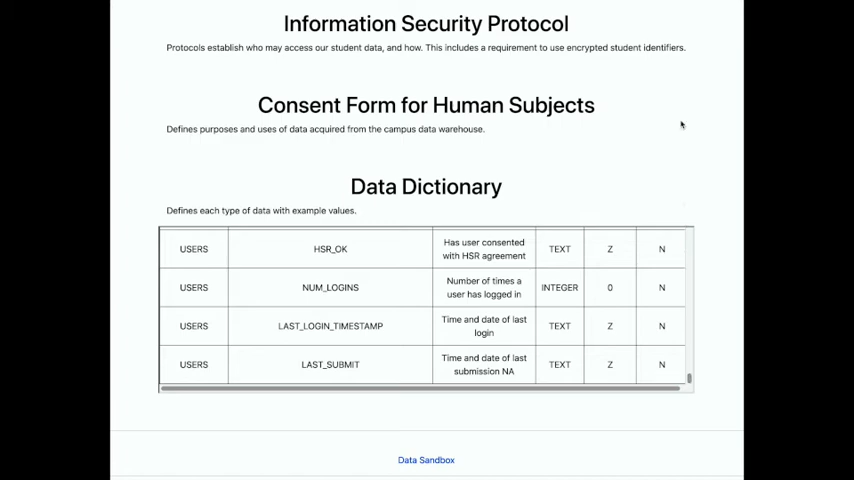 Information Security Protocol
Protocols establish who may access our student data, and how. This includes a requirement to use encrypted student identifiers.
Consent Form for Human Subjects
Defines purposes and uses of data acquired from the campus data warehouse.
Data Dictionary
Defines each type of data with example values.
USERS HSR_OK Has user consented with HSR agreement TEXT Z N
USERS NUM_LOGINS Number of times a user has logged in INTEGER 0 N
USERS LAST_LOGIN_TIMESTAMP Time and date of last login TEXT Z N
USERS LAST_SUBMIT Time and date of last submission NA TEXT Z N
Data Sandbox